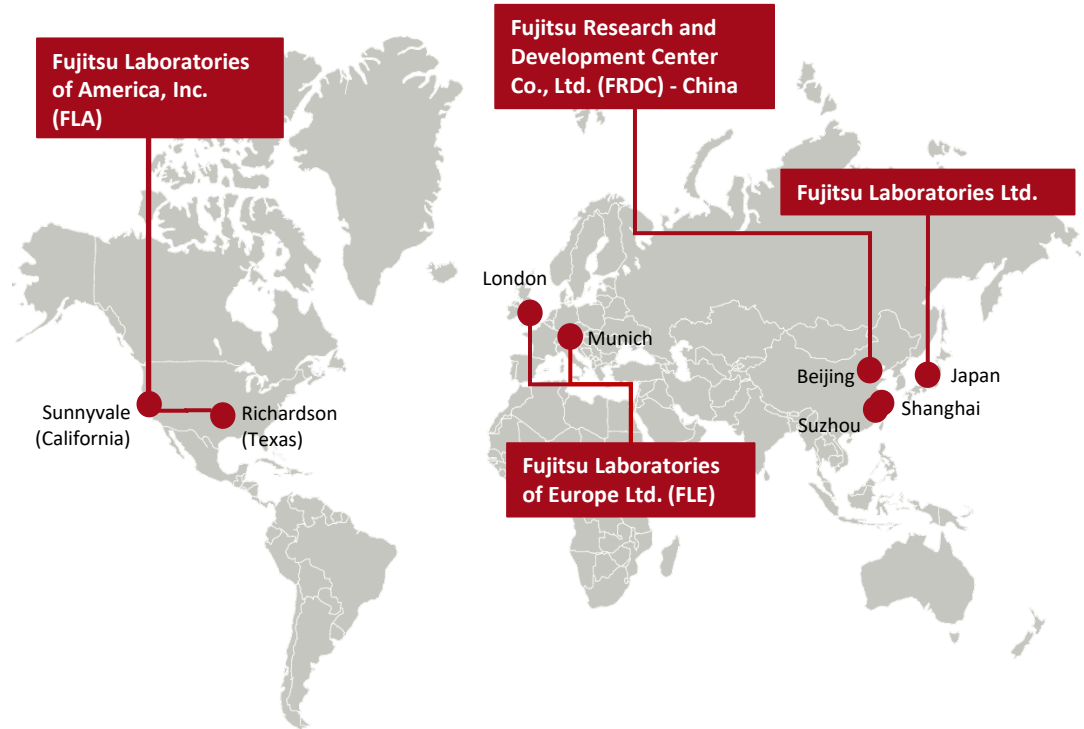 Fujitsu Laboratories
of America, Inc.
(FLA)
Fujitsu Research and
Development Center
Co., Ltd. (FRDC) - China
Fujitsu Laboratories Ltd.
London
Munich
Beijing
Japan
Shanghai
Suzhou
Sunnyvale
(California)
Richardson
(Texas)
Fujitsu Laboratories
of Europe Ltd. (FLE)